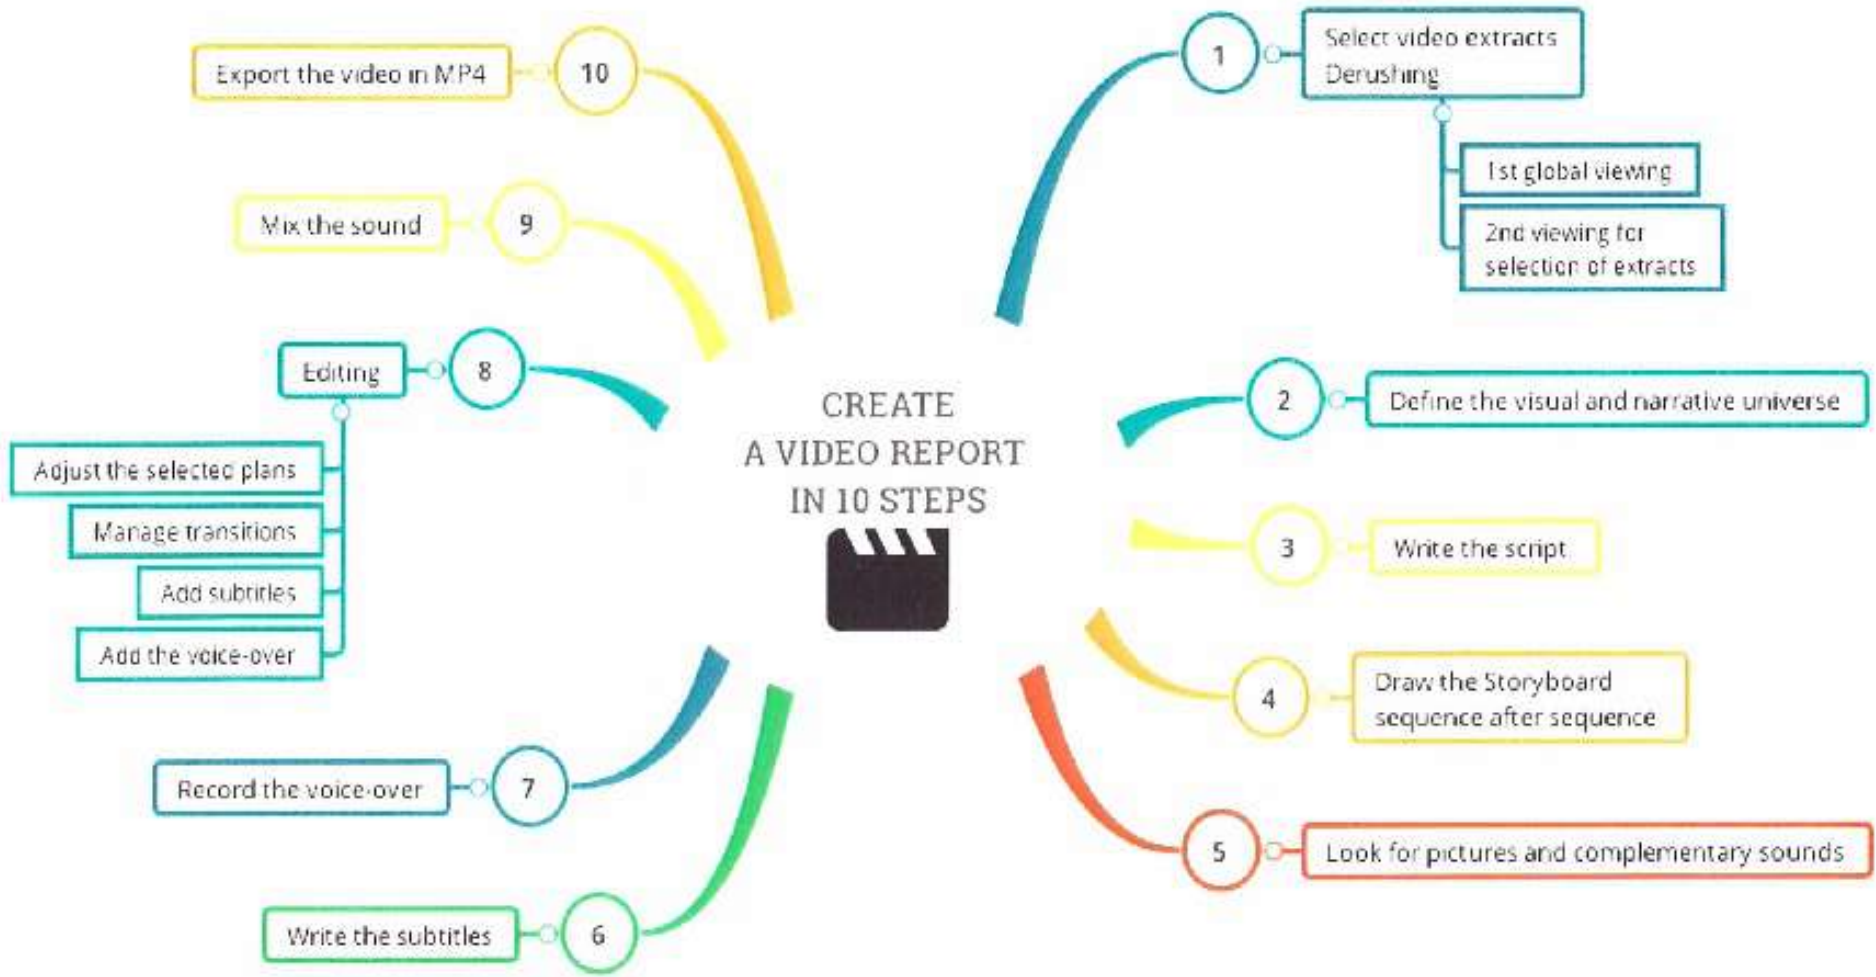 CREATE
A VIDEO REPORT
IN 10 STEPS
1
Select video extracts
Derushing
1st global viewing
2nd viewing for
selection of extracts
2
Define the visual and narrative universe
3
Write the script
4
Draw the Storyboard
sequence after sequence
5
Look for pictures and complementary sounds
6
Write the subtitles
7
Record the voice-over
8
Editing
Adjust the selected plans
Manage transitions
Add subtitles
Add the voice-over
9
Mix the sound
10
Export the video in MP4